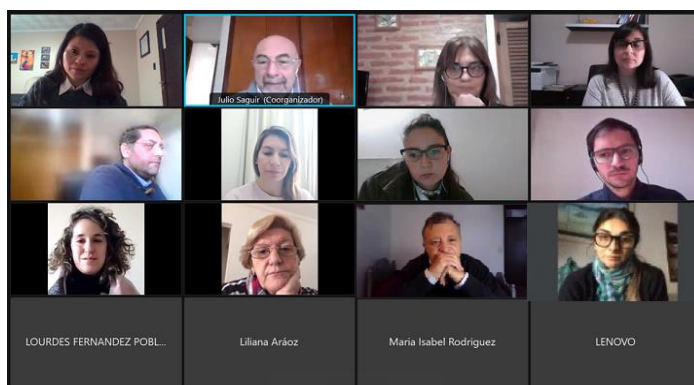 Julio Saguir (Coorganizador)
LOURDES FERNANDEZ POBL...
Liliana Aráoz
Maria Isabel Rodriguez
LENOVO